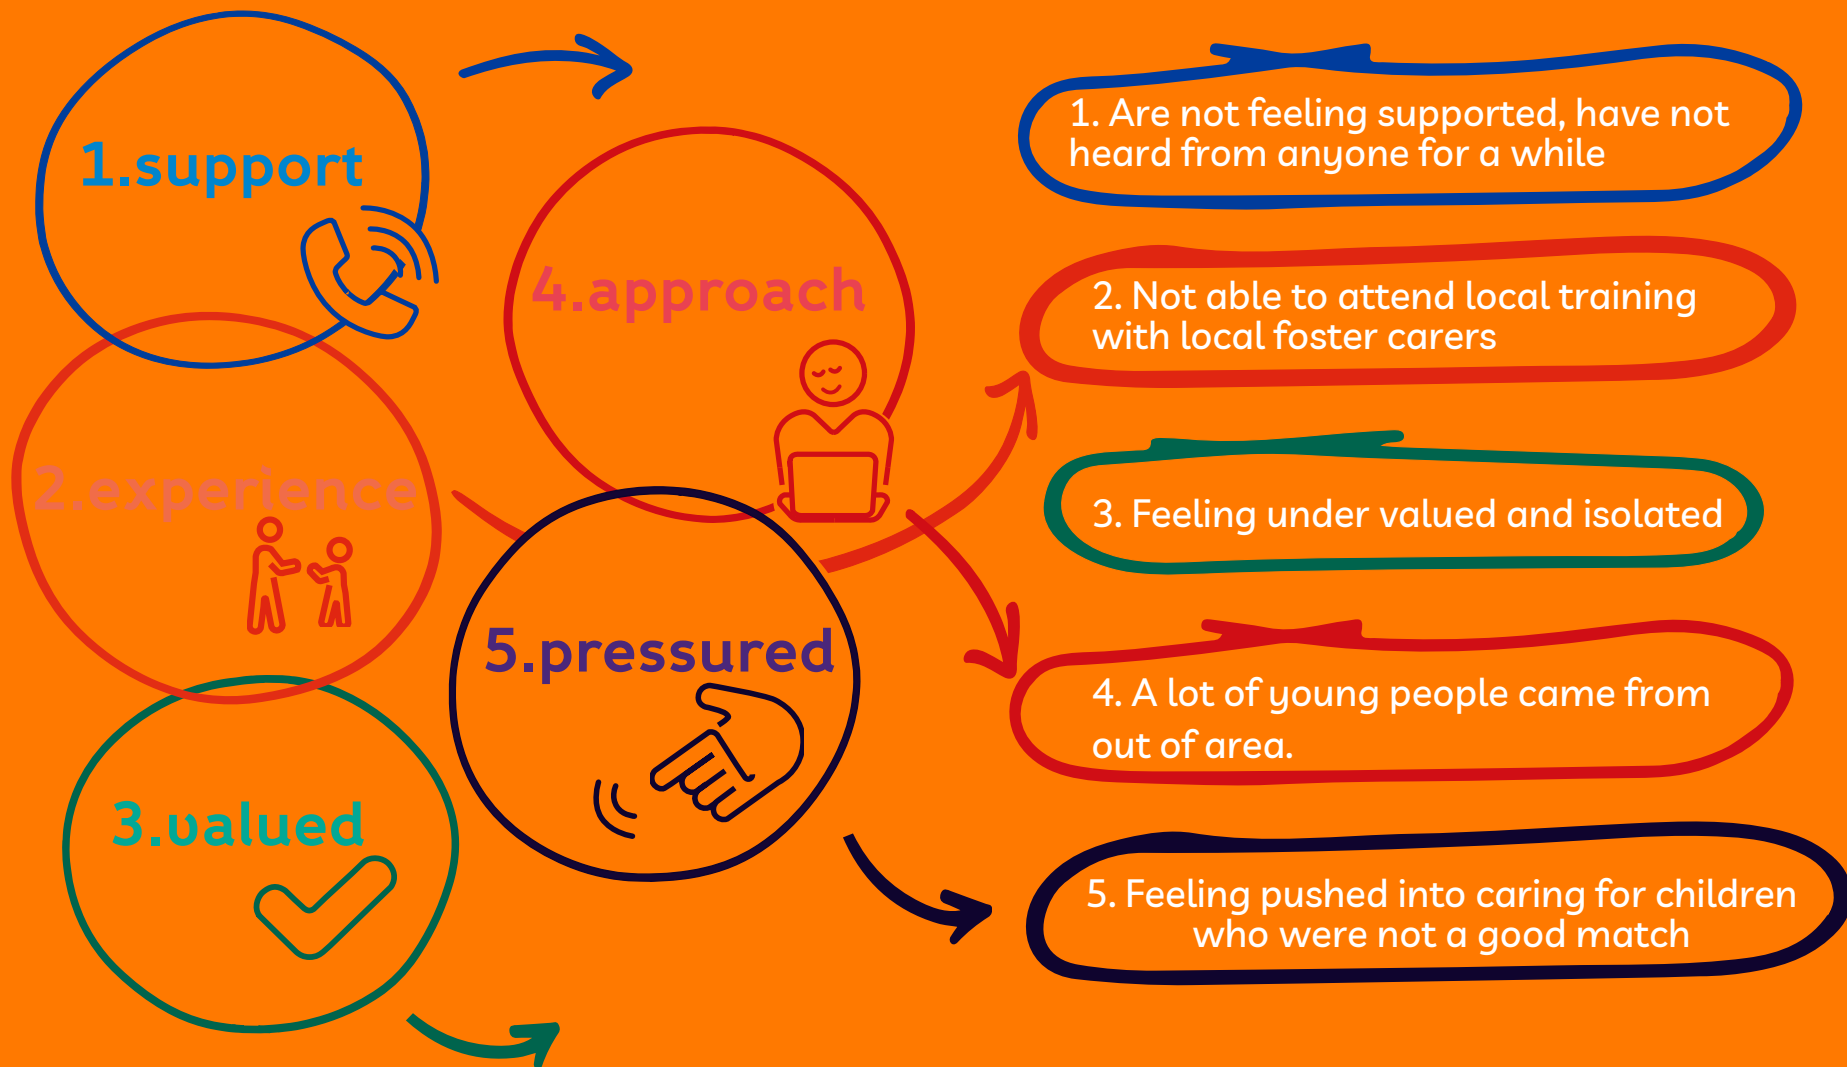 1.support
2.experience
3.valued
4.approach
5.pressured
1. Are not feeling supported, have not
heard from anyone for a while
2. Not able to attend local training
with local foster carers
3. Feeling under valued and isolated
4. A lot of young people came from
out of area.
5. Feeling pushed into caring for children
who were not a good match